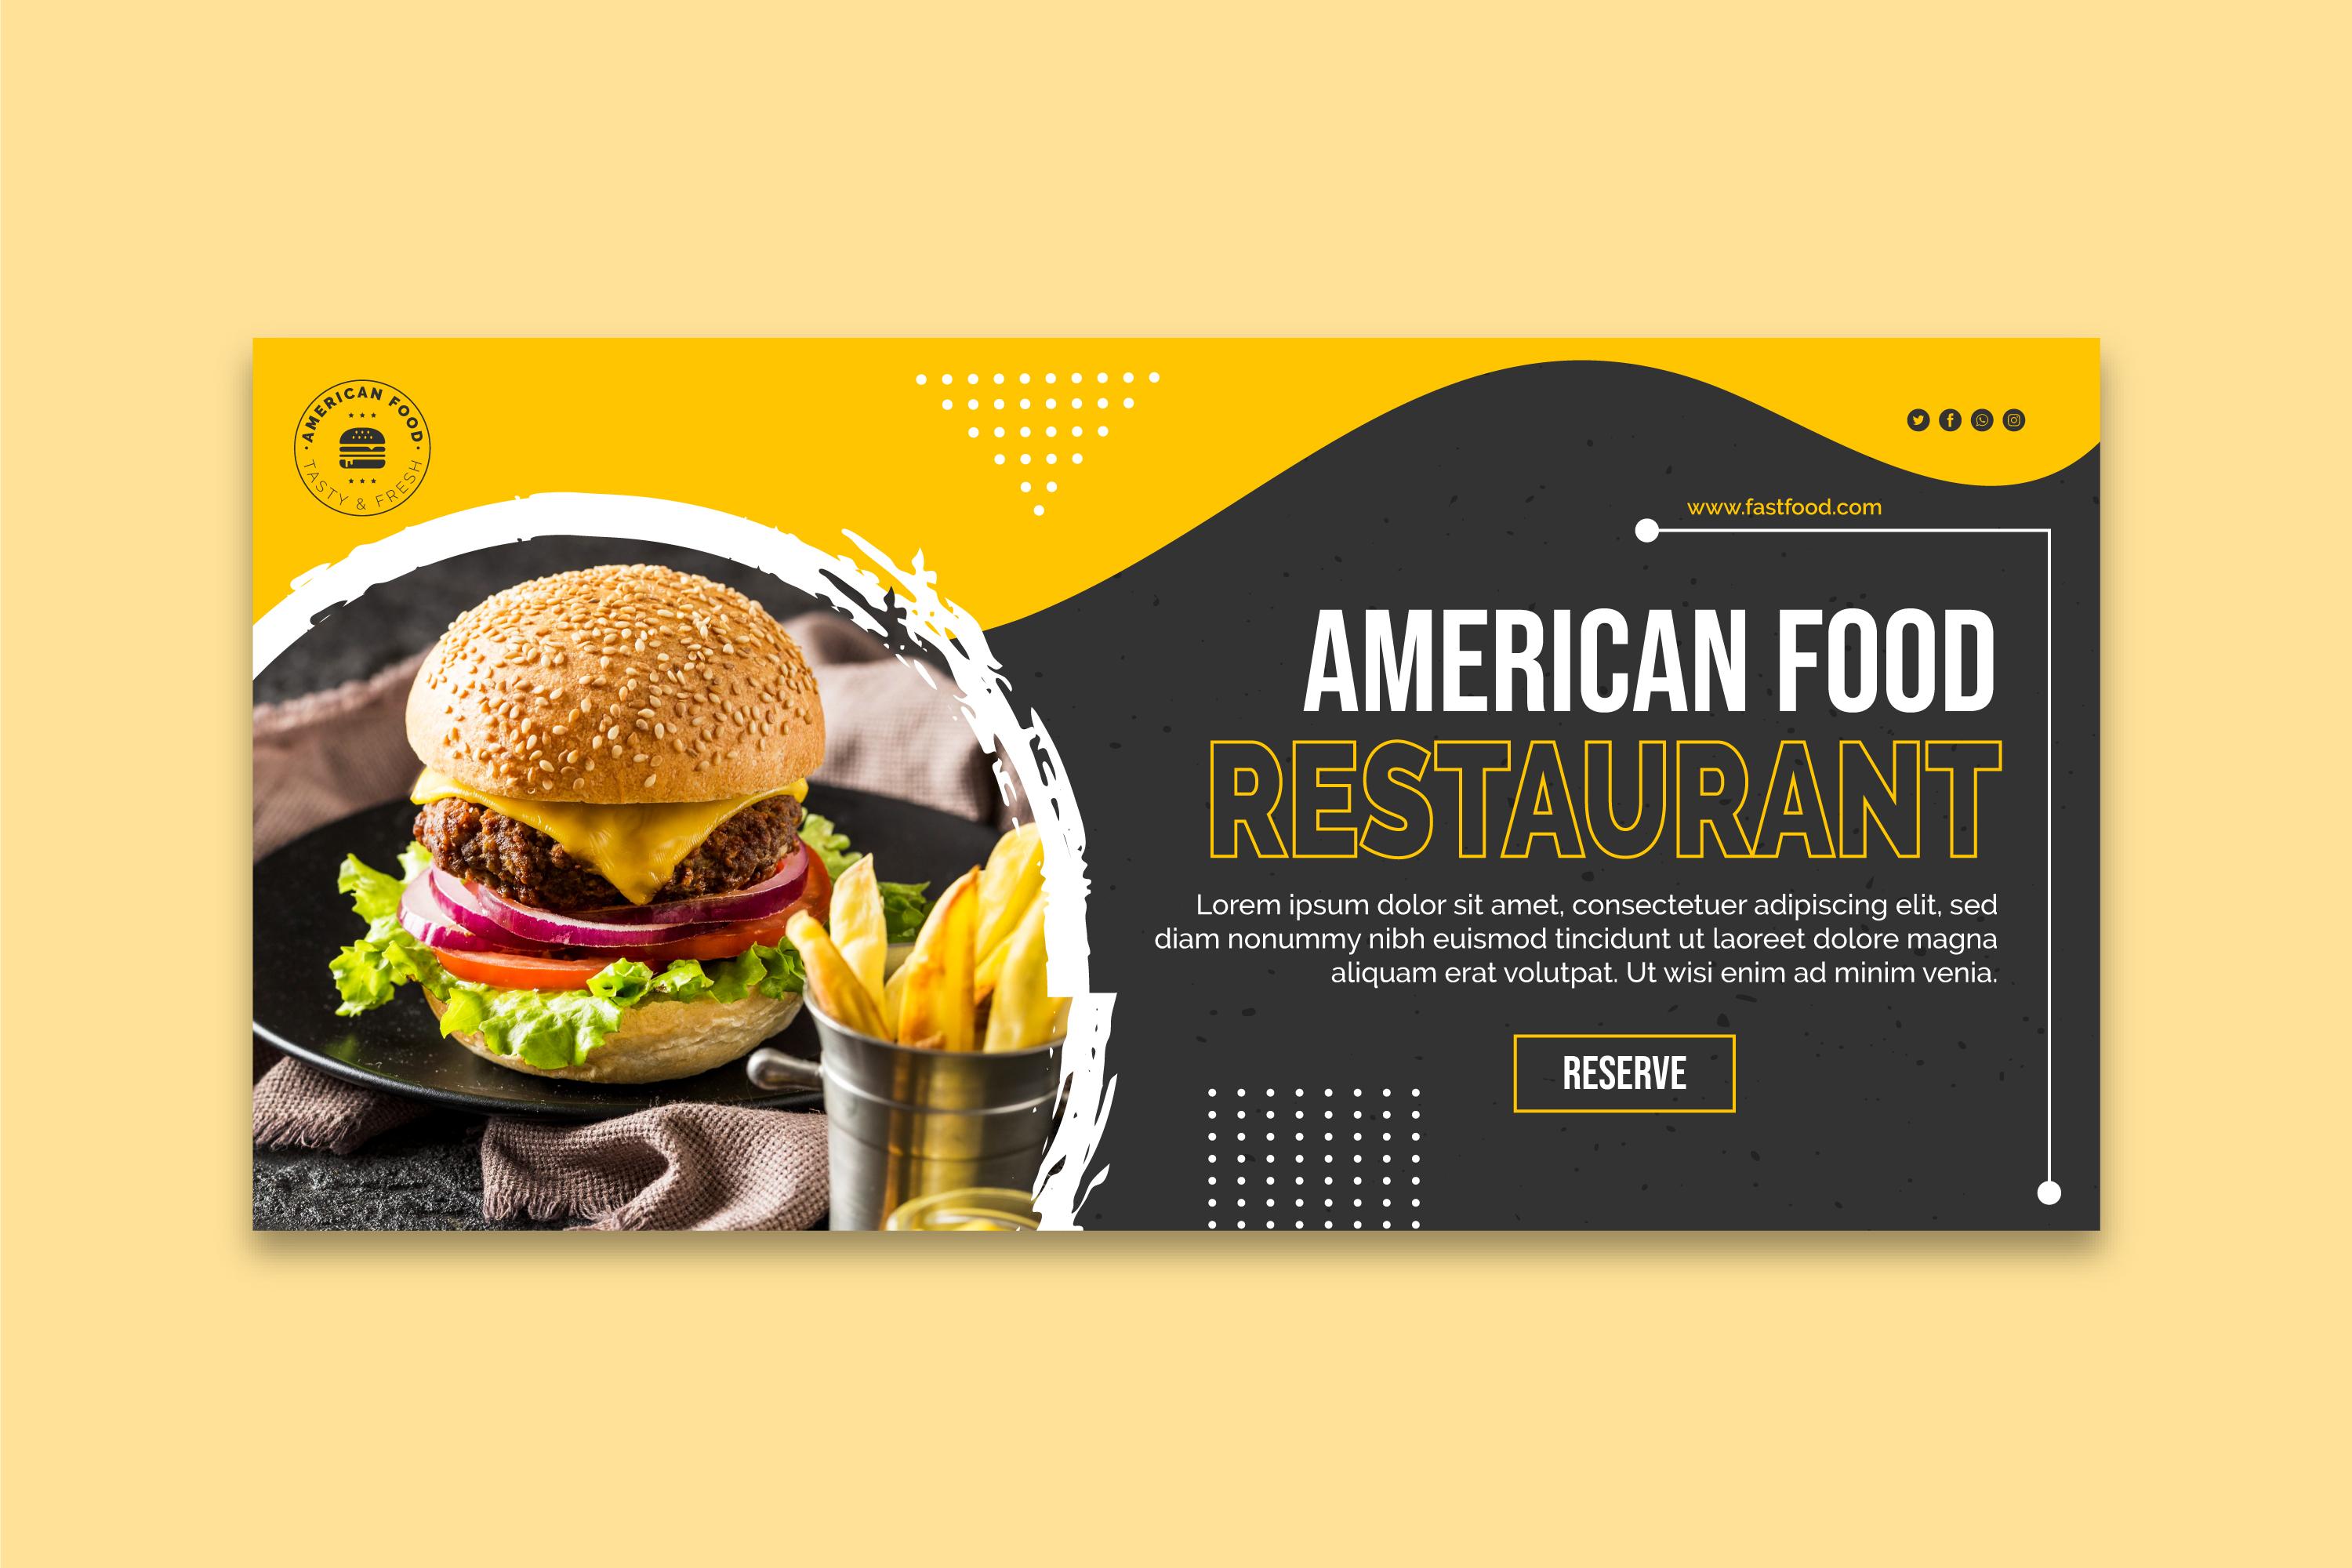 AMERICAN FOOD
TASTY & FRESH
www.fastfood.com
AMERICAN FOOD
RESTAURANT
Lorem ipsum dolor sit amet, consectetuer adipiscing elit, sed
diam nonummy nibh euismod tincidunt ut laoreet dolore magna
aliquam erat volutpat. Ut wisi enim ad minim venia.
RESERVE